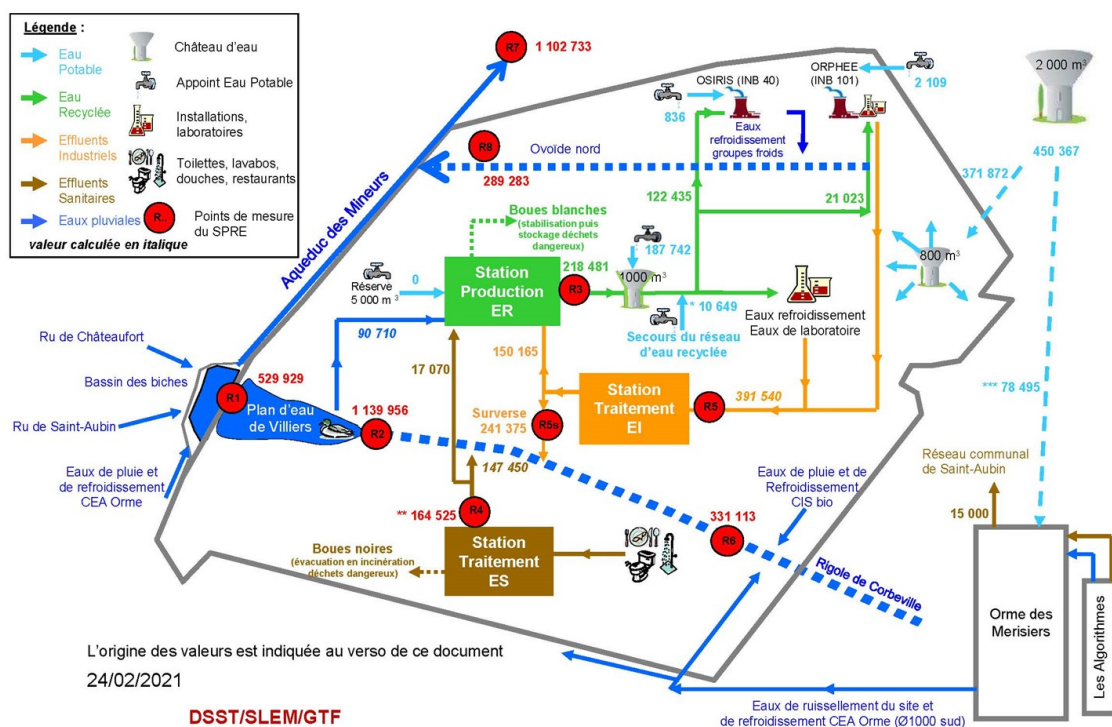 Légende :
Eau
Potable
Eau
Recyclée
Effluents
Industriels
Effluents
Sanitaires
Eaux pluviales
Château d'eau
Appoint Eau Potable
Installations,
laboratoires
Toilettes, lavabos,
douches, restaurants
R..
Points de mesure
du SPRE
valeur calculée en italique
R7
1 102 733
Aqueduc des Mineurs
R8
Ovoïde nord
289 283
OSIRIS (INB 40)
836
ORPHEE
(INB 101)
2 109
Eaux
refroidissement
groupes froids
2 000 m³
450 367
371 872
800 m³
122 435
21 023
Boues blanches
(stabilisation puis
stockage déchets
dangereux)
187 742
Réserve
5 000 m³
0
Station
Production
ER
218 481
R3
1000 m³
* 10 649
Secours du réseau
d'eau recyclée
Eaux refroidissement
Eaux de laboratoire
90 710
150 165
17 070
Station
Traitement
EI
R5
391 540
Surverse
241 375
R5s
147 450
Ru de Châteaufort
Bassin des biches
Ru de Saint-Aubin
Eaux de pluie et
de refroidissement
CEA Orme
R1
529 929
Plan d'eau
de Villiers
1 139 956
R2
** 164 525
R4
Station
Traitement
ES
Boues noires
(évacuation en incinération
déchets dangereux)
331 113
R6
Eaux de pluie et de
Refroidissement
CIS bio
Rigole de Corbeville
*** 78 495
Réseau communal
de Saint-Aubin
15 000
Orme des
Merisiers
Les Algorithmes
Eaux de ruissellement du site et
de refroidissement CEA Orme (Ø1000 sud)
L'origine des valeurs est indiquée au verso de ce document
24/02/2021
DSST/SLEM/GTF